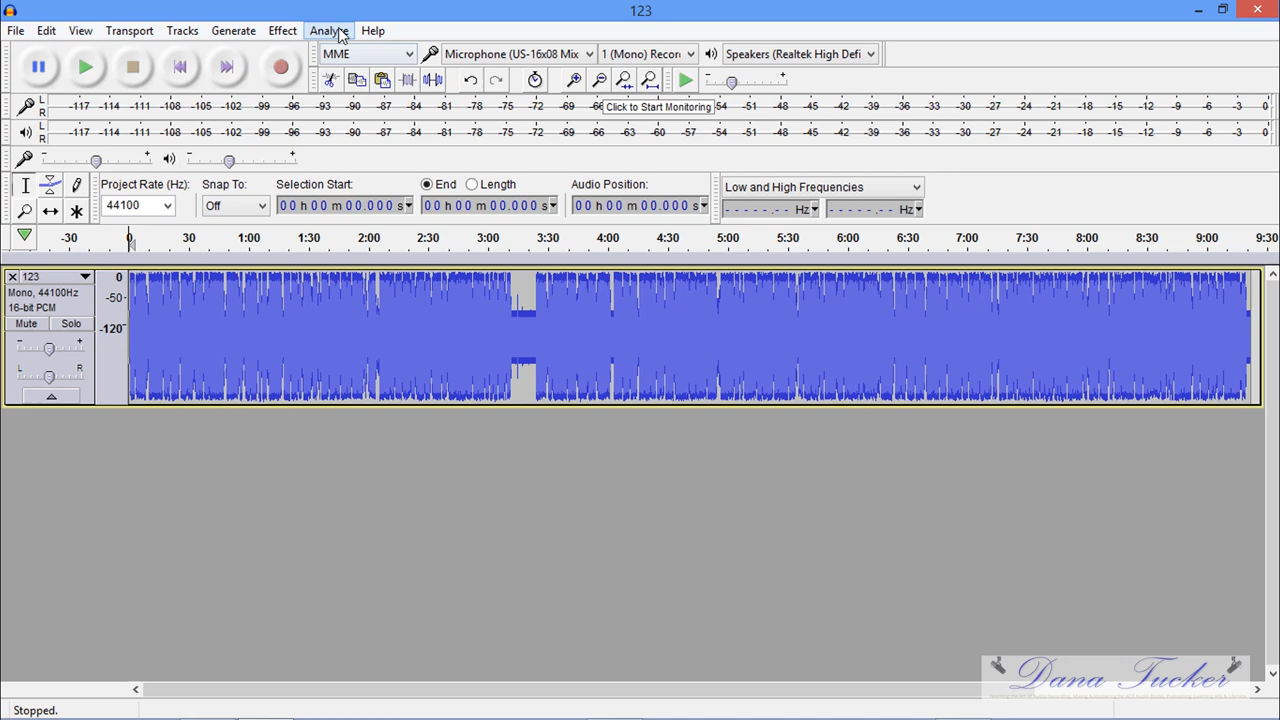 123
File Edit View Transport Tracks Generate Effect Analyze Help
MME Microphone (US-16x08 Mix 1 (Mono) Recor Speakers (Realtek High Defi
L -117 -114 -111 -108 -105 -102 -99 -96 -93 -90 -87 -84 -81 -78 -75 -72 -69 -66 Click to Start Monitoring -54 -51 -48 -45 -42 -39 -36 -33 -30 -27 -24 -21 -18 -15 -12 -9 -6 -3 0
R
L -117 -114 -111 -108 -105 -102 -99 -96 -93 -90 -87 -84 -81 -78 -75 -72 -69 -66 -63 -60 -57 -54 -51 -48 -45 -42 -39 -36 -33 -30 -27 -24 -21 -18 -15 -12 -9 -6 -3 0
R
Project Rate (Hz): Snap To: Selection Start: End Length Audio Position: Low and High Frequencies
44100 Off 00 h 00 m 00.000 s 00 h 00 m 00.000 s 00 h 00 m 00.000 s Hz Hz
-30 0 30 1:00 1:30 2:00 2:30 3:00 3:30 4:00 4:30 5:00 5:30 6:00 6:30 7:00 7:30 8:00 8:30 9:00 9:30
123 0
Mono, 44100Hz -50-
16-bit PCM
Mute Solo -120-
L R
Dana Tucker
Stopped.